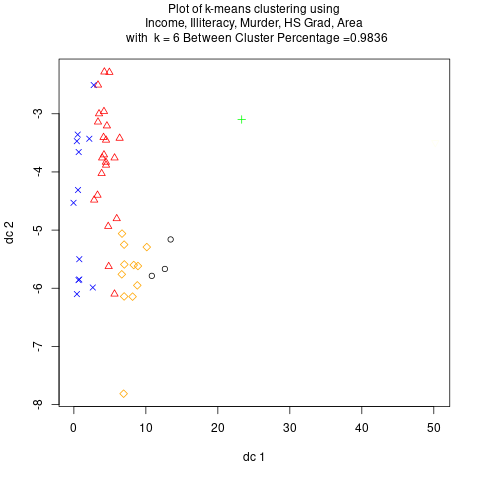 Plot of k-means clustering using
Income, Illiteracy, Murder, HS Grad, Area
with  k = 6 Between Cluster Percentage =0.9836
-3
-4
-5
-6
-7
-8
dc 2
0 10 20 30 40 50
dc 1